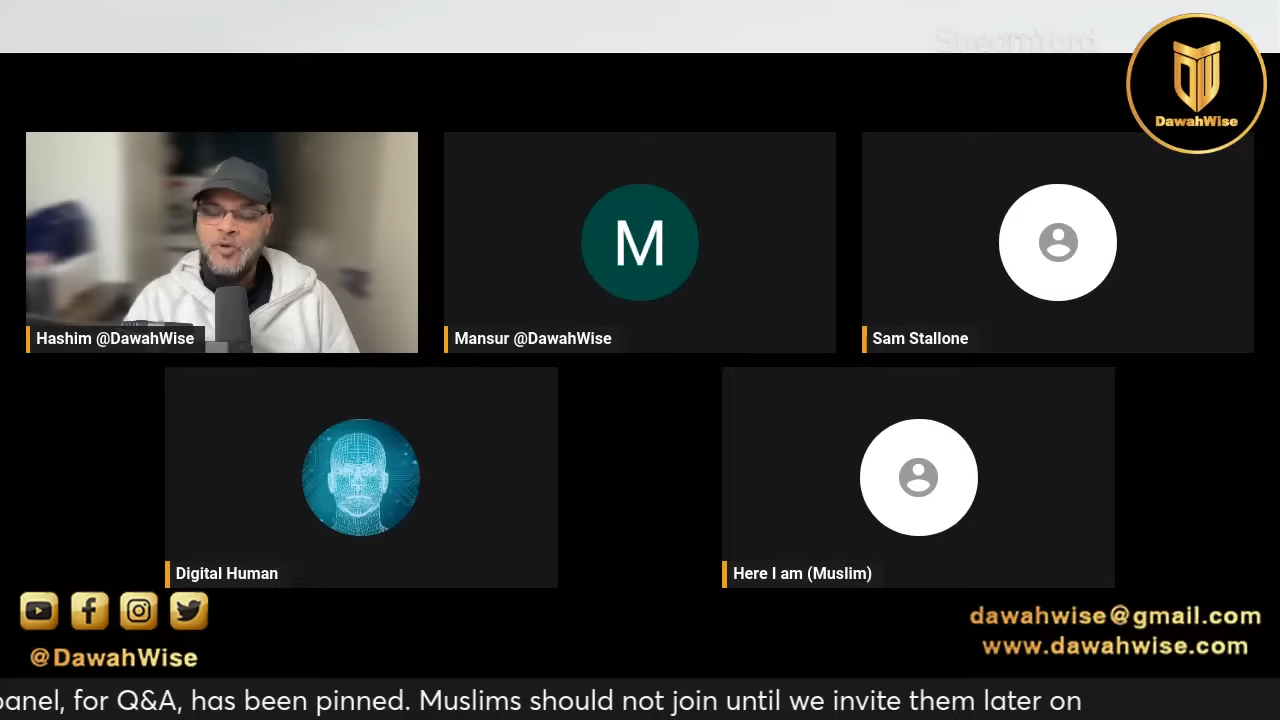 StreamYard
DawahWise
M
Hashim @DawahWise
Mansur @DawahWise
Sam Stallone
Digital Human
Here I am (Muslim)
@DawahWise
dawahwise@gmail.com
www.dawahwise.com
panel, for Q&A, has been pinned. Muslims should not join until we invite them later on